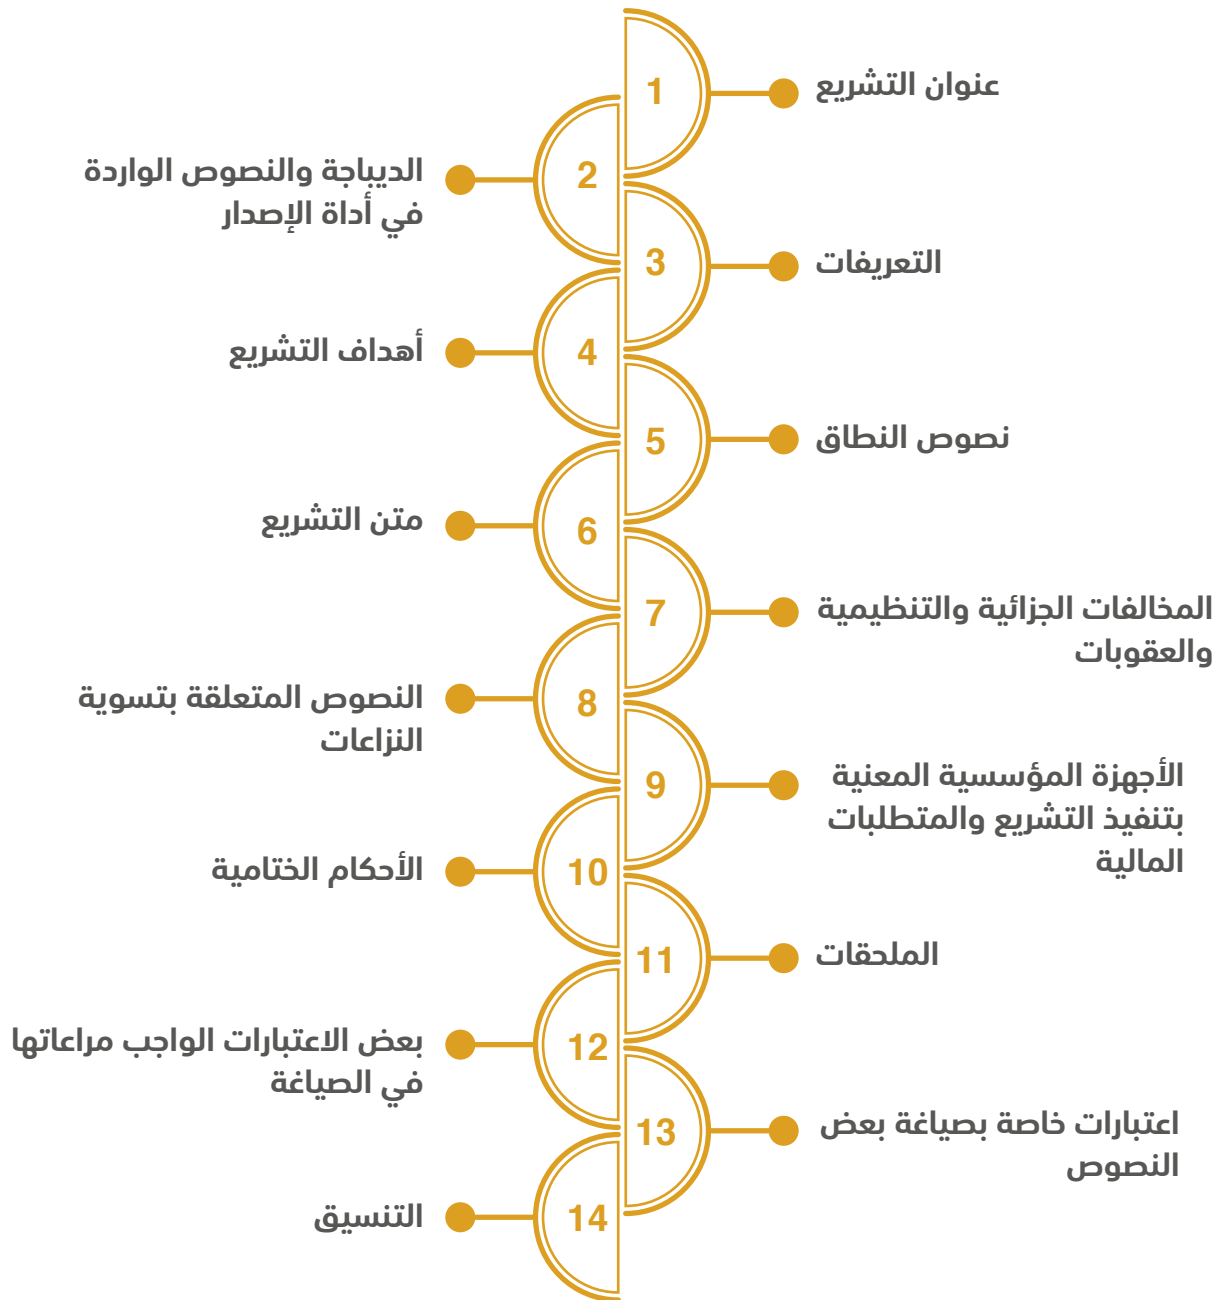 1
عنوان التشريع
2
الديباجة والنصوص الواردة
في أداة الإصدار
3
التعريفات
4
أهداف التشريع
5
نصوص النطاق
6
متن التشريع
7
المخالفات الجزائية والتنظيمية
والعقوبات
8
النصوص المتعلقة بتسوية
النزاعات
9
الأجهزة المؤسسية المعنية
بتنفيذ التشريع والمتطلبات
المالية
10
الأحكام الختامية
11
الملحقات
12
بعض الاعتبارات الواجب مراعاتها
في الصياغة
13
اعتبارات خاصة بصياغة بعض
النصوص
14
التنسيق